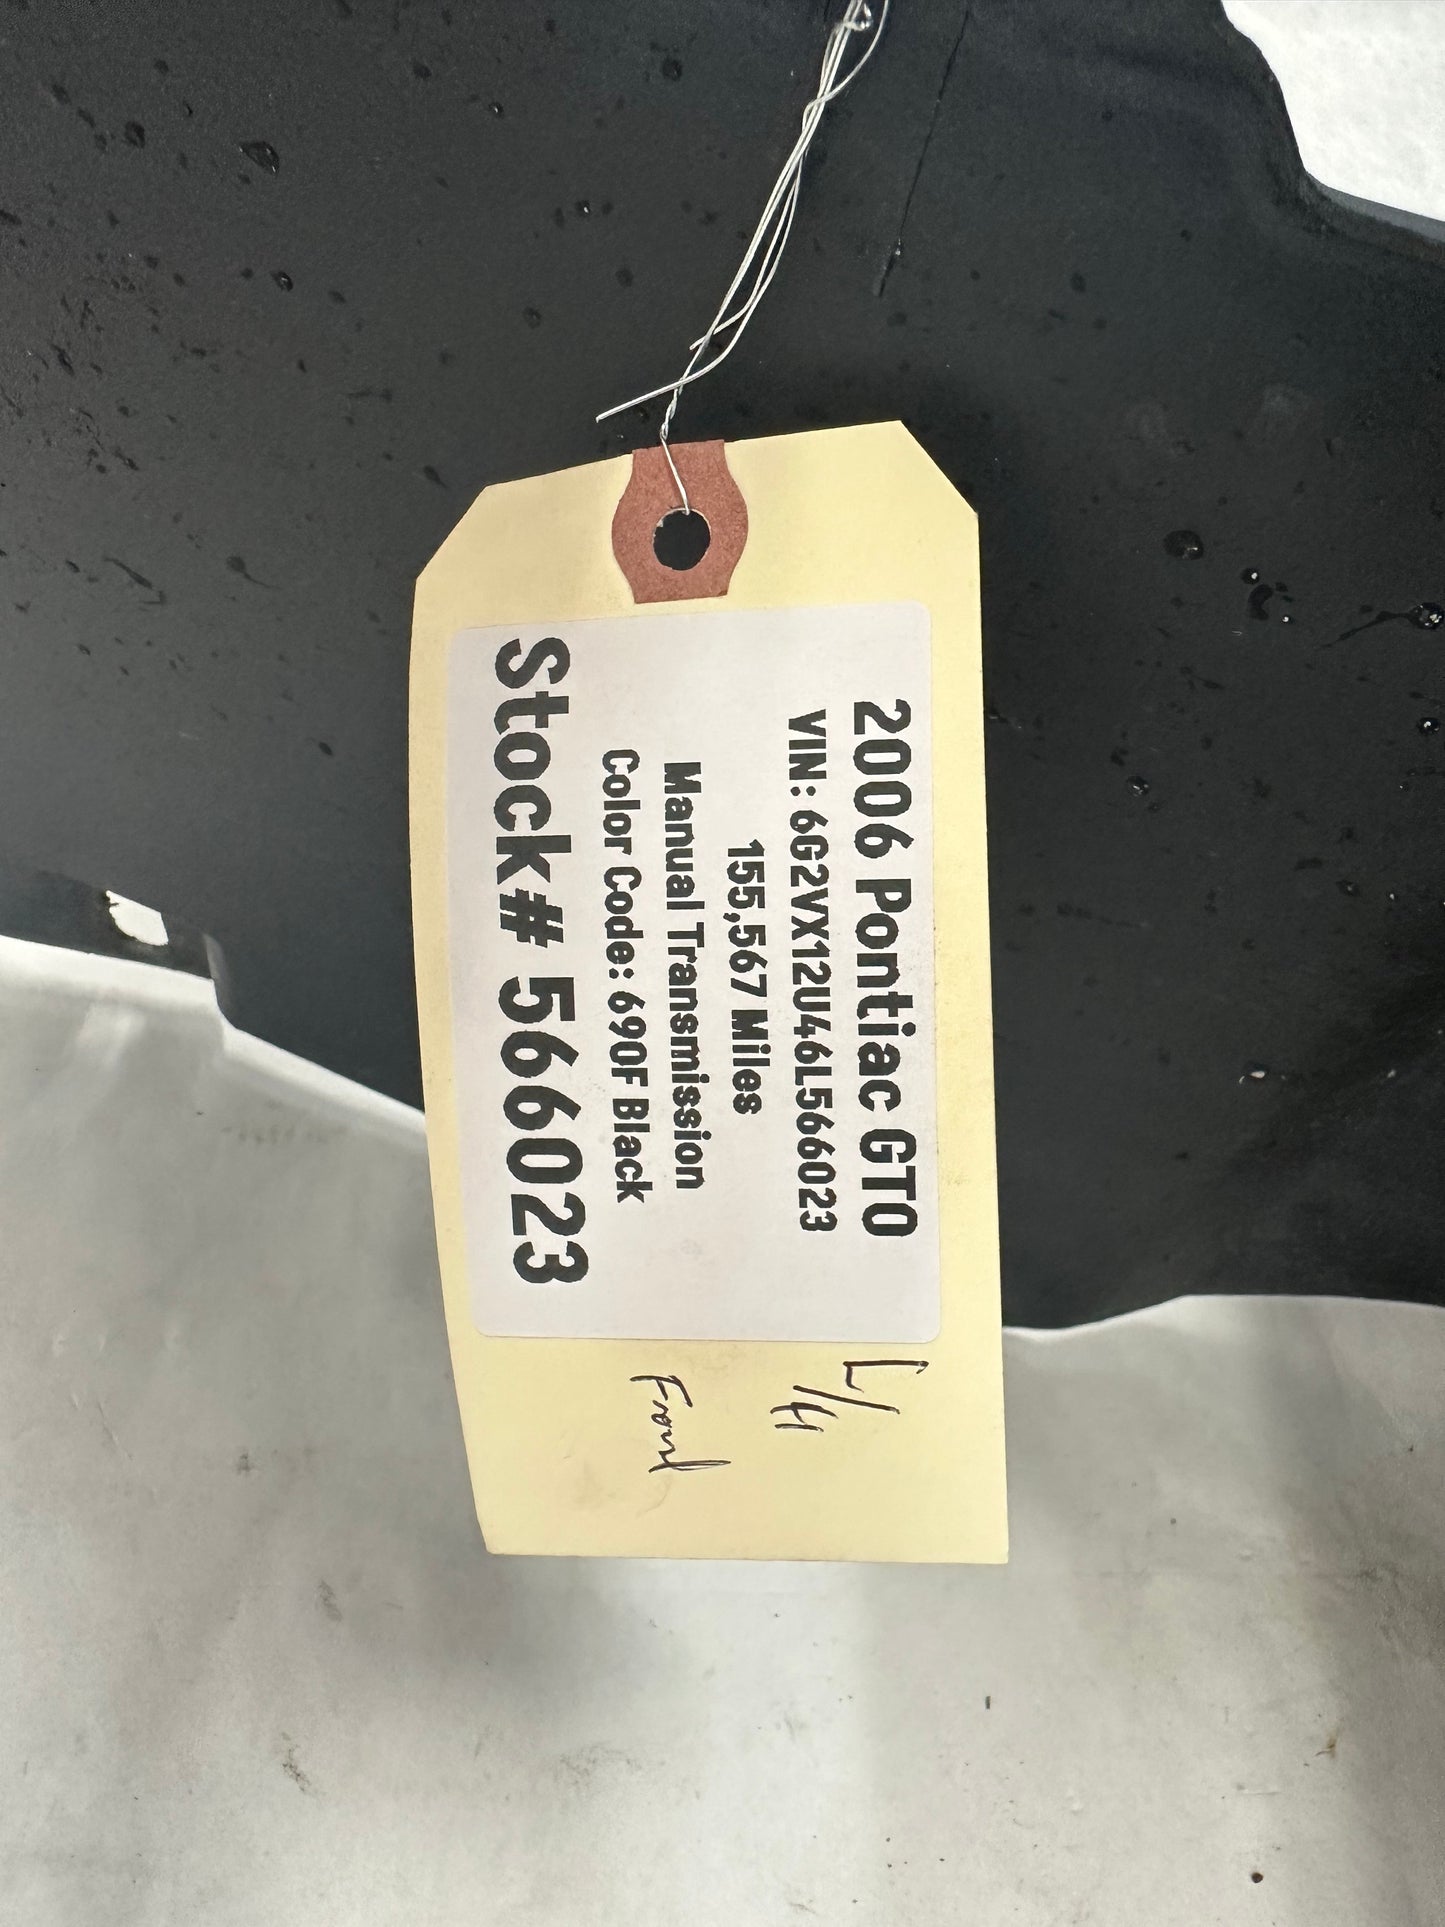 2006 Pontiac GTO
VIN: 6G2VX12U46L566023
155,567 Miles
Manual Transmission
Color Code: 690F Black
Stock# 566023
L/H
Front